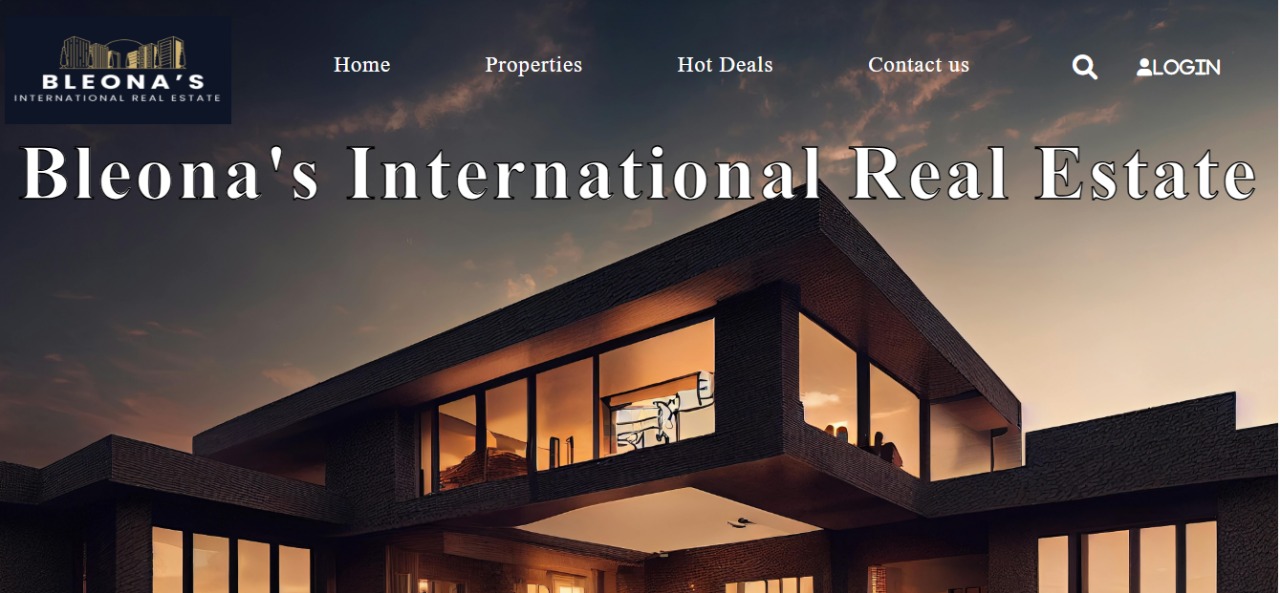 BLEONA'S
INTERNATIONAL REAL ESTATE
Home Properties Hot Deals Contact us LOGIN
Bleona's International Real Estate